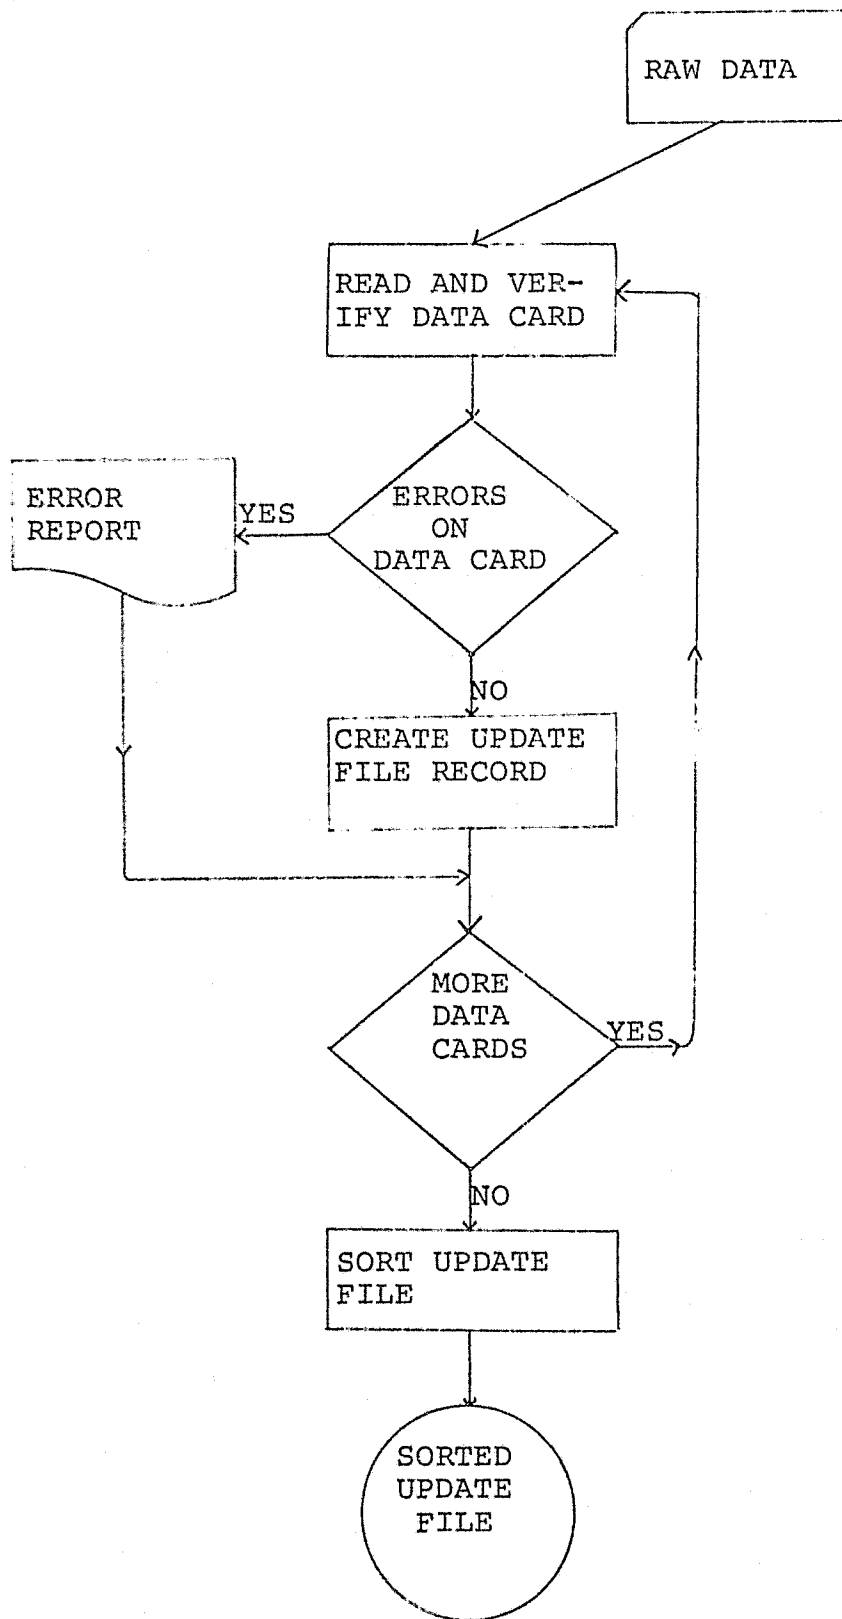 RAW DATA
READ AND VER-
IFY DATA CARD
ERRORS
ON
DATA CARD
YES
ERROR
REPORT
NO
CREATE UPDATE
FILE RECORD
MORE
DATA
CARDS
YES
NO
SORT UPDATE
FILE
SORTED
UPDATE
FILE